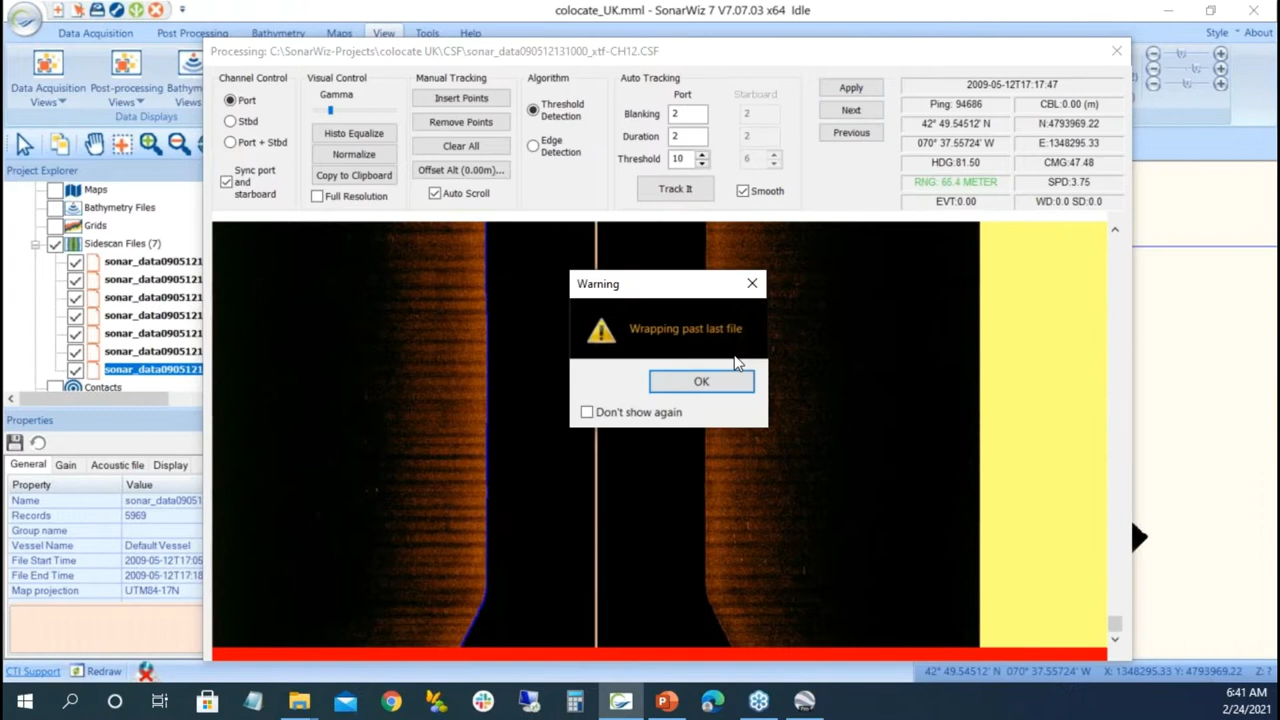 colocate_UK.mml - SonarWiz 7 V7.07.03 x64 Idle
Data Acquisition Post Processing Bathymetry Maps View Tools Help Style About
Data Acquisition Views
Post-processing Views
Bathym Views
Data Displays
Project Explorer
Maps
Bathymetry Files
Grids
Sidescan Files (7)
sonar_data0905121
sonar_data0905121
sonar_data0905121
sonar_data0905121
sonar_data0905121
sonar_data0905121
sonar_data0905121
Contacts
Properties
General Gain Acoustic file Display
Property Value
Name sonar_data09051
Records 5969
Group name
Vessel Name Default Vessel
File Start Time 2009-05-12T17:05
File End Time 2009-05-12T17:18
Map projection UTM84-17N
Processing: C:\SonarWiz-Projects\colocate UK\CSF\sonar_data090512131000_xtf-CH12.CSF
Channel Control
Port
Stbd
Port + Stbd
Sync port and starboard
Visual Control
Gamma
Histo Equalize
Normalize
Copy to Clipboard
Full Resolution
Manual Tracking
Insert Points
Remove Points
Clear All
Offset Alt (0.00m)...
Auto Scroll
Algorithm
Threshold Detection
Edge Detection
Auto Tracking
Port Starboard
Blanking 2 2
Duration 2 2
Threshold 10 6
Track It
Smooth
Apply
Next
Previous
2009-05-12T17:17:47
Ping: 94686 CBL:0.00 (m)
42° 49.54512' N N:4793969.22
070° 37.55724' W E:1348295.33
HDG:81.50 CMG:47.48
RNG: 65.4 METER SPD:3.75
EVT:0.00 WD:0.0 SD:0.0
Warning
Wrapping past last file
OK
Don't show again
CTI Support Redraw
42° 49.54512' N 070° 37.55724' W X: 1348295.33 Y: 4793969.22 Z: ?
6:41 AM
2/24/2021